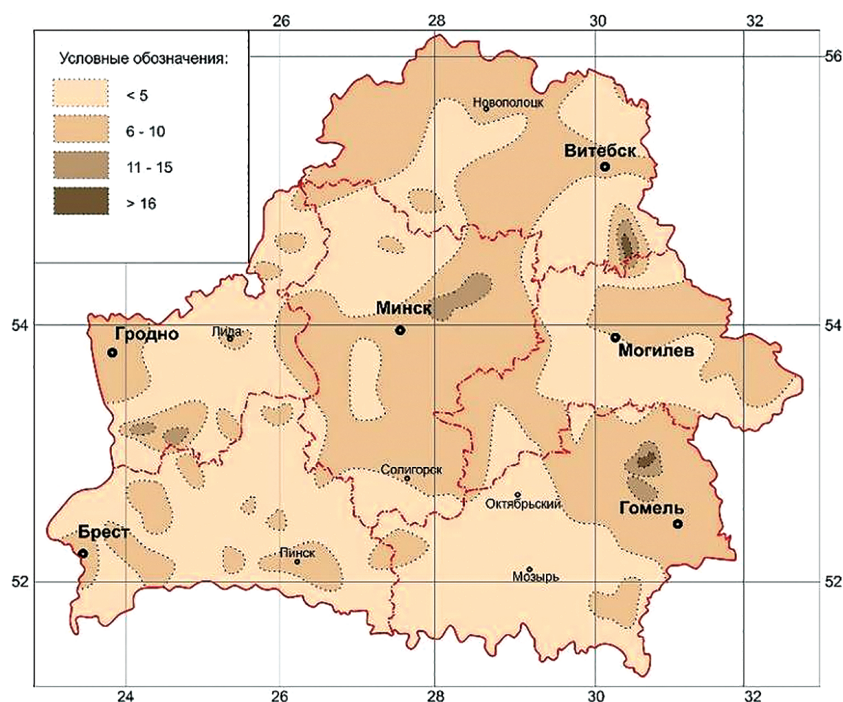 26 28 30 32
Условные обозначения:
< 5
6 - 10
11 - 15
> 16
56
Новополоцк
Витебск
54
Минск
54
Гродно
Лида
Могилев
Солигорск
Октябрьский
Гомель
Брест
Пинск
Мозырь
52
52
24 26 28 30 32